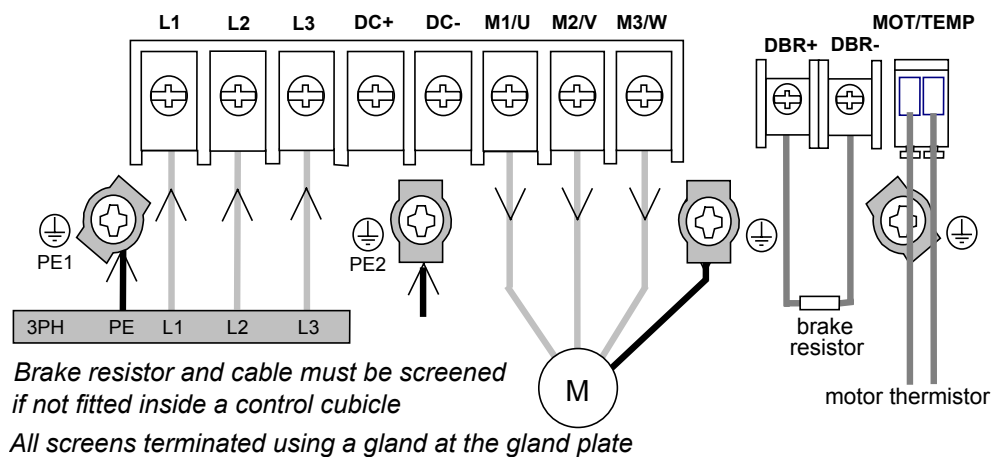 L1 L2 L3 DC+ DC- M1/U M2/V M3/W MOT/TEMP
DBR+ DBR-
PE1
PE2
3PH PE L1 L2 L3
brake
resistor
M
motor thermistor
Brake resistor and cable must be screened
if not fitted inside a control cubicle
All screens terminated using a gland at the gland plate